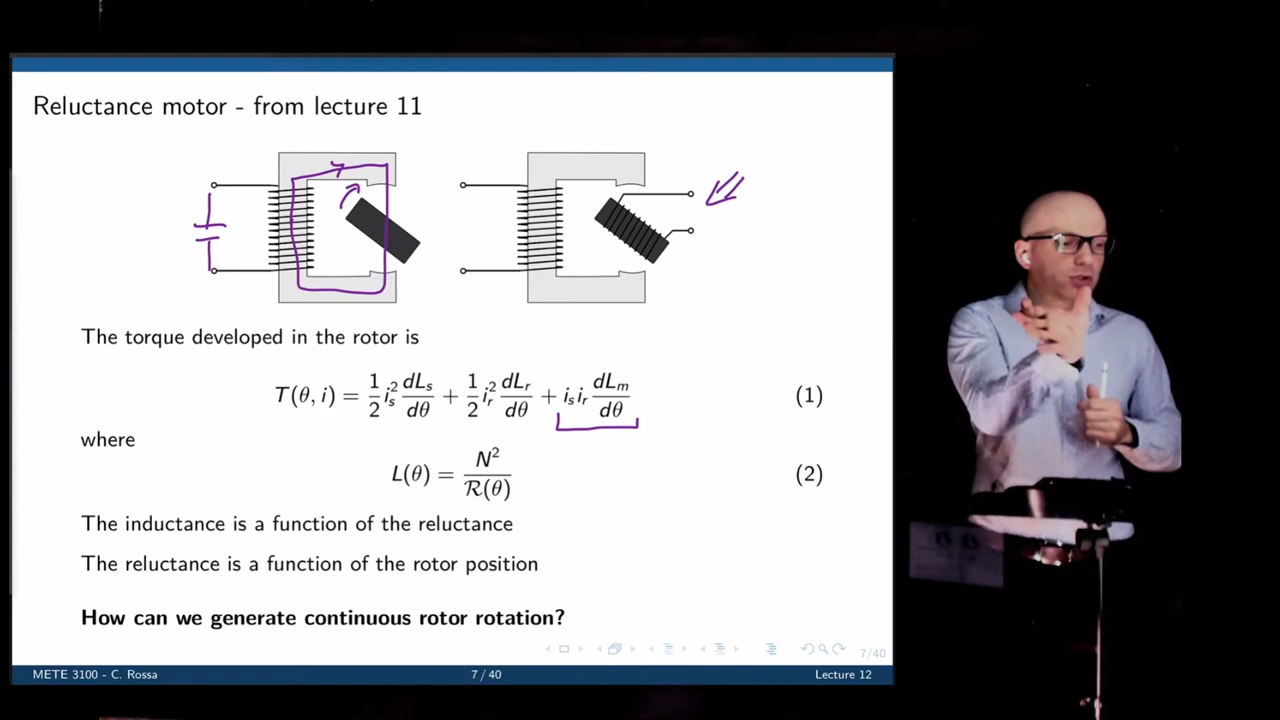 Reluctance motor - from lecture 11
The torque developed in the rotor is
T(θ, i) = 1/2 i_s^2 dL_s/dθ + 1/2 i_r^2 dL_r/dθ + i_s i_r dL_m/dθ (1)
where
L(θ) = N^2/ℛ(θ) (2)
The inductance is a function of the reluctance
The reluctance is a function of the rotor position
How can we generate continuous rotor rotation?
7/40
METE 3100 - C. Rossa 7 / 40 Lecture 12